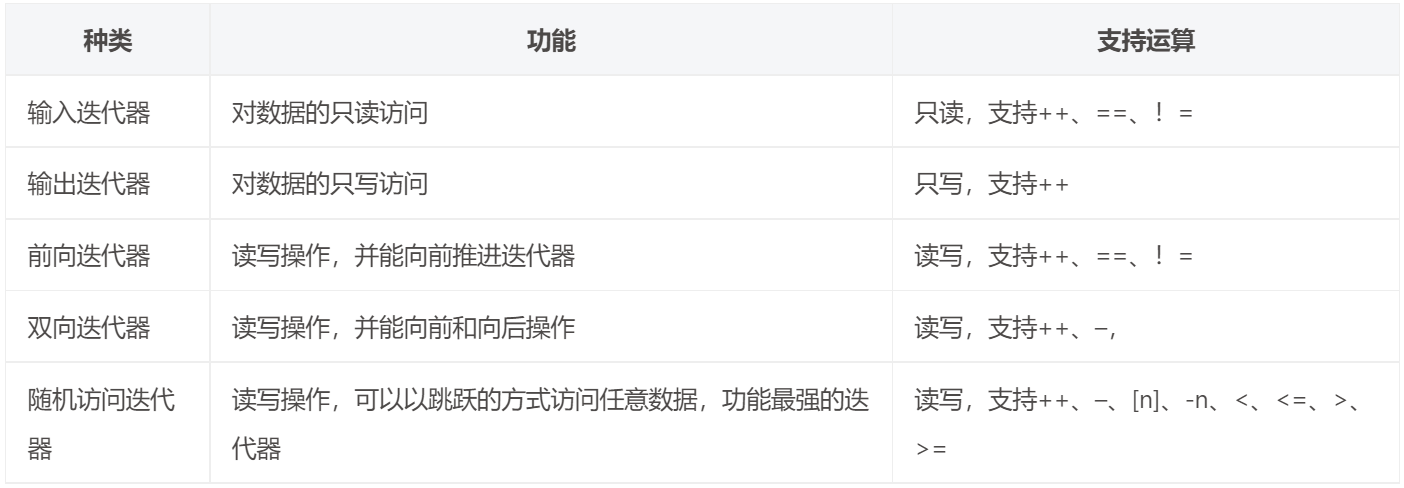 种类 功能 支持运算
输入迭代器 对数据的只读访问 只读，支持++、==、！=
输出迭代器 对数据的只写访问 只写，支持++
前向迭代器 读写操作，并能向前推进迭代器 读写，支持++、==、！=
双向迭代器 读写操作，并能向前和向后操作 读写，支持++、–，
随机访问迭代 读写操作，可以以跳跃的方式访问任意数据，功能最强的迭 读写，支持++、–、[n]、-n、<、<=、>、
器 代器 >=